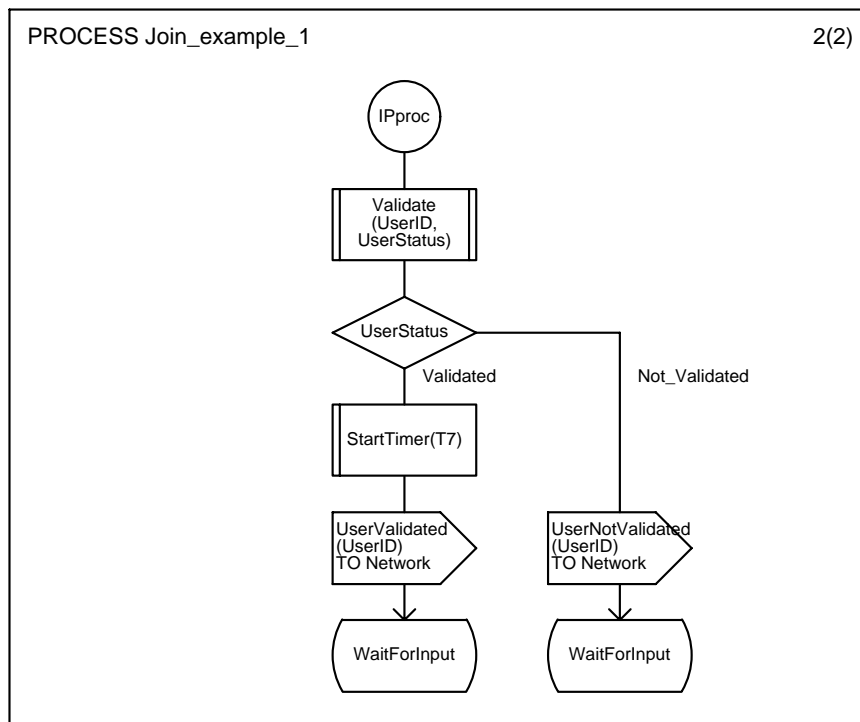 PROCESS Join_example_1
2(2)
IPproc
Validate
(UserID,
UserStatus)
UserStatus
Validated
Not_Validated
StartTimer(T7)
UserValidated
(UserID)
TO Network
UserNotValidated
(UserID)
TO Network
WaitForInput
WaitForInput